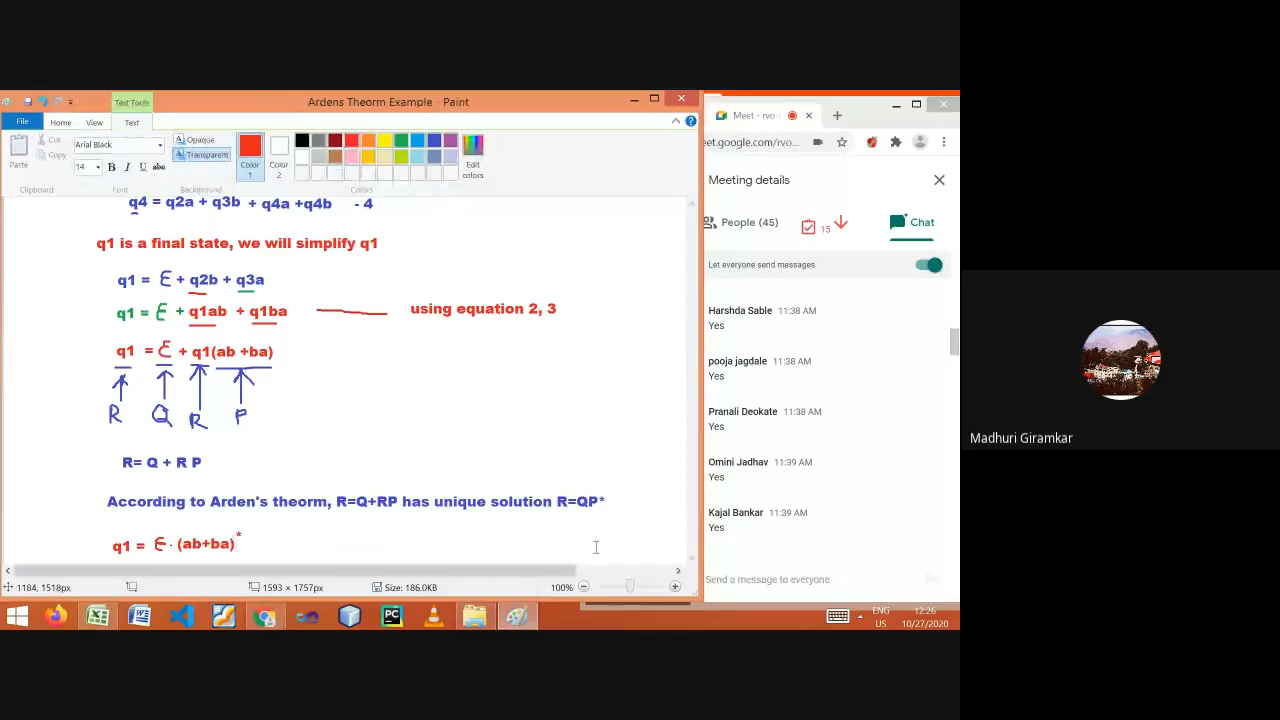 Text Tools
Ardens Theorm Example - Paint
File
Home
View
Text
Cut
Copy
Paste
Clipboard
Arial Black
14
B I U abc
Font
Opaque
Transparent
Background
Color 1
Color 2
Edit colors
Colors
q4 = q2a + q3b + q4a +q4b - 4
q1 is a final state, we will simplify q1
q1 = Ɛ + q2b + q3a
q1 = Ɛ + q1ab + q1ba
using equation 2, 3
q1 = Ɛ + q1(ab +ba)
R Q R P
R= Q + R P
According to Arden's theorm, R=Q+RP has unique solution R=QP*
q1 = Ɛ· (ab+ba)*
1184, 1518px
1593 × 1757px
Size: 186.0KB
100%
Meet - rvo
eet.google.com/rvo...
Meeting details
People (45)
15
Chat
Let everyone send messages
Harshda Sable 11:38 AM
Yes
pooja jagdale 11:38 AM
Yes
Pranali Deokate 11:38 AM
Yes
Omini Jadhav 11:39 AM
Yes
Kajal Bankar 11:39 AM
Yes
Send a message to everyone
PC
ENG
US
12:26
10/27/2020
Madhuri Giramkar